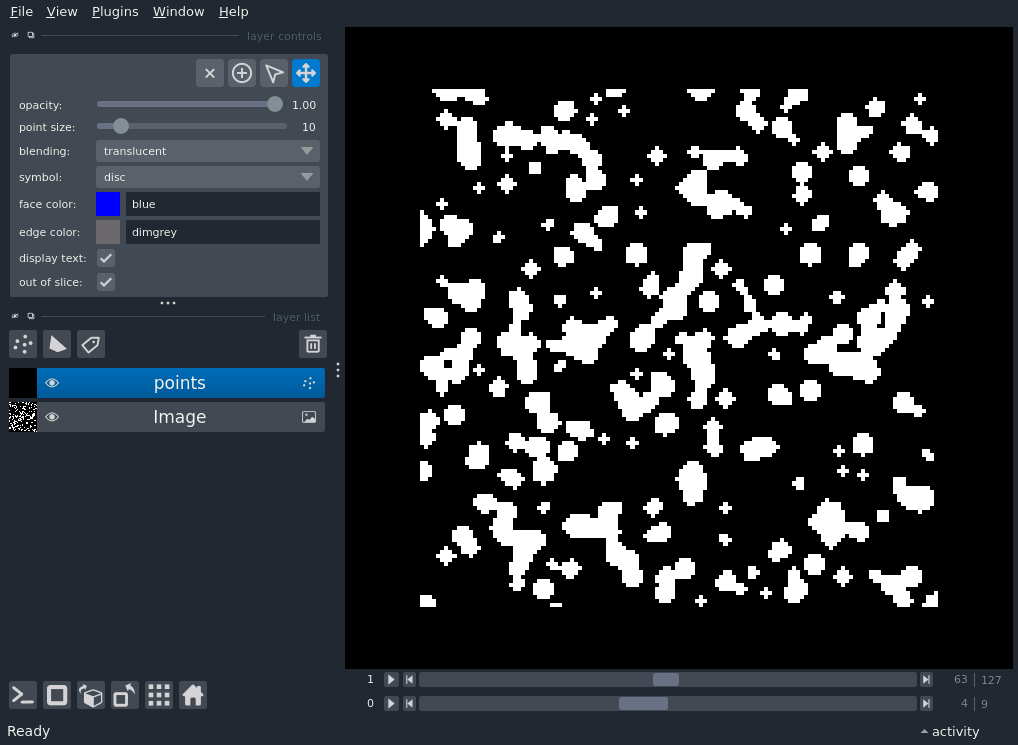 File View Plugins Window Help
layer controls
opacity: 1.00
point size: 10
blending: translucent
symbol: disc
face color: blue
edge color: dimgrey
display text:
out of slice:
layer list
points
Image
1 63 127
0 4 9
Ready activity